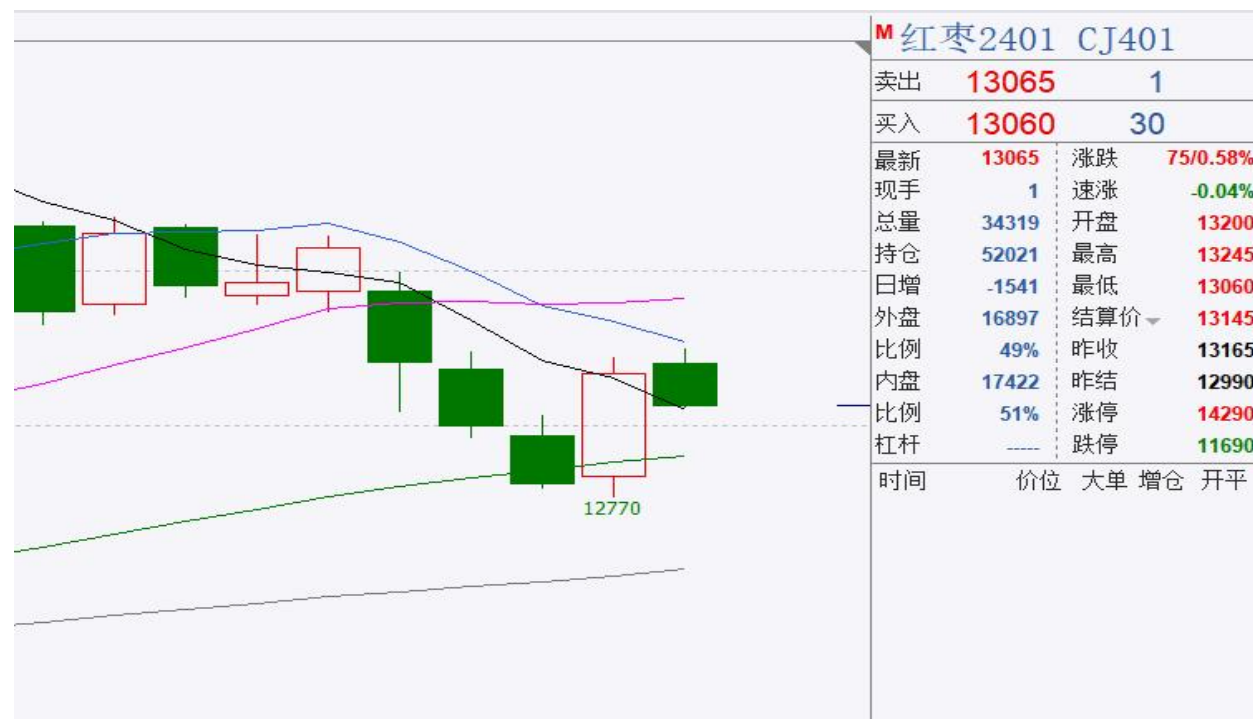 M 红枣2401 CJ401
卖出 13065 1
买入 13060 30
最新 13065 涨跌 75/0.58%
现手 1 速涨 -0.04%
总量 34319 开盘 13200
持仓 52021 最高 13245
日增 -1541 最低 13060
外盘 16897 结算价 13145
比例 49% 昨收 13165
内盘 17422 昨结 12990
比例 51% 涨停 14290
杠杆 ----- 跌停 11690
时间 价位 大单 增仓 开平
12770